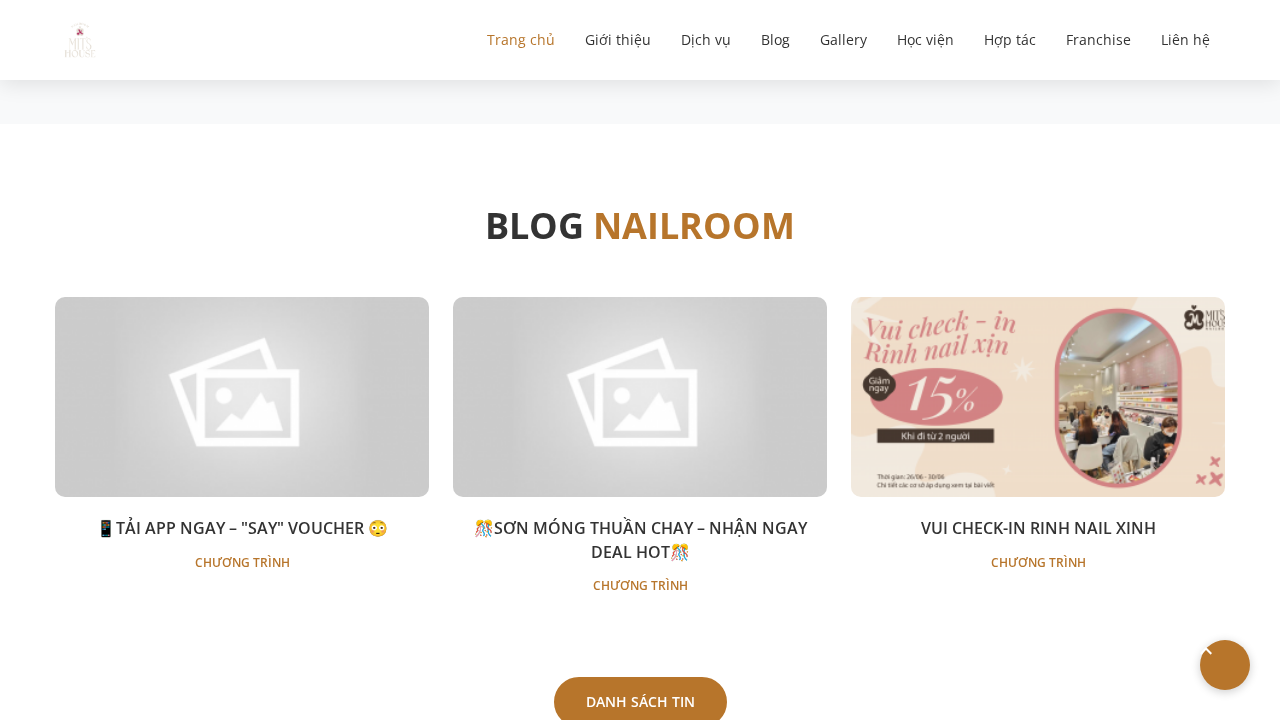 MIT'S
HOUSE
Trang chủ
Giới thiệu
Dịch vụ
Blog
Gallery
Học viện
Hợp tác
Franchise
Liên hệ
BLOG NAILROOM
Vui check - in
Rinh nail xịn
Giảm
ngay
15%
Khi đi từ 2 người
Thời gian: 26/06 - 30/06
Chi tiết các cơ sở áp dụng xem tại bài viết
MIT'S
HOUSE
📱TẢI APP NGAY – "SAY" VOUCHER 😳
CHƯƠNG TRÌNH
🎊SƠN MÓNG THUẦN CHAY – NHẬN NGAY
DEAL HOT🎊
CHƯƠNG TRÌNH
VUI CHECK-IN RINH NAIL XINH
CHƯƠNG TRÌNH
DANH SÁCH TIN